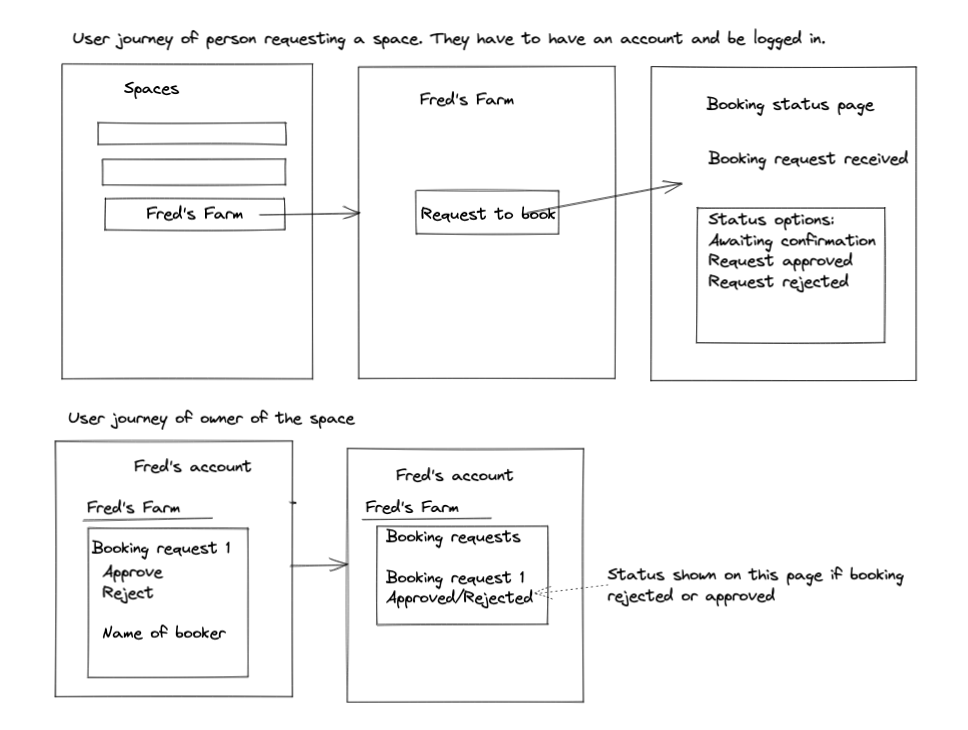 User journey of person requesting a space. They have to have an account and be logged in.
Spaces
Fred's Farm
Fred's Farm
Request to book
Booking status page
Booking request received
Status options:
Awaiting confirmation
Request approved
Request rejected
User journey of owner of the space
Fred's account
Fred's Farm
Booking request 1
Approve
Reject
Name of booker
Fred's account
Fred's Farm
Booking requests
Booking request 1
Approved/Rejected
Status shown on this page if booking
rejected or approved